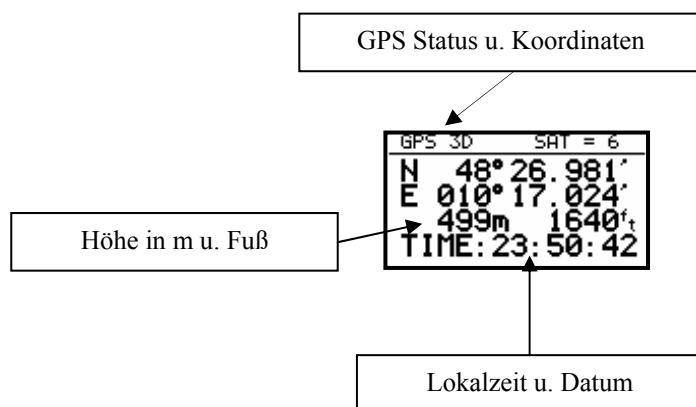 GPS Status u. Koordinaten
GPS 3D SAT = 6
N 48°26.981'
E 010°17.024'
499m 1640ft
TIME:23:50:42
Höhe in m u. Fuß
Lokalzeit u. Datum